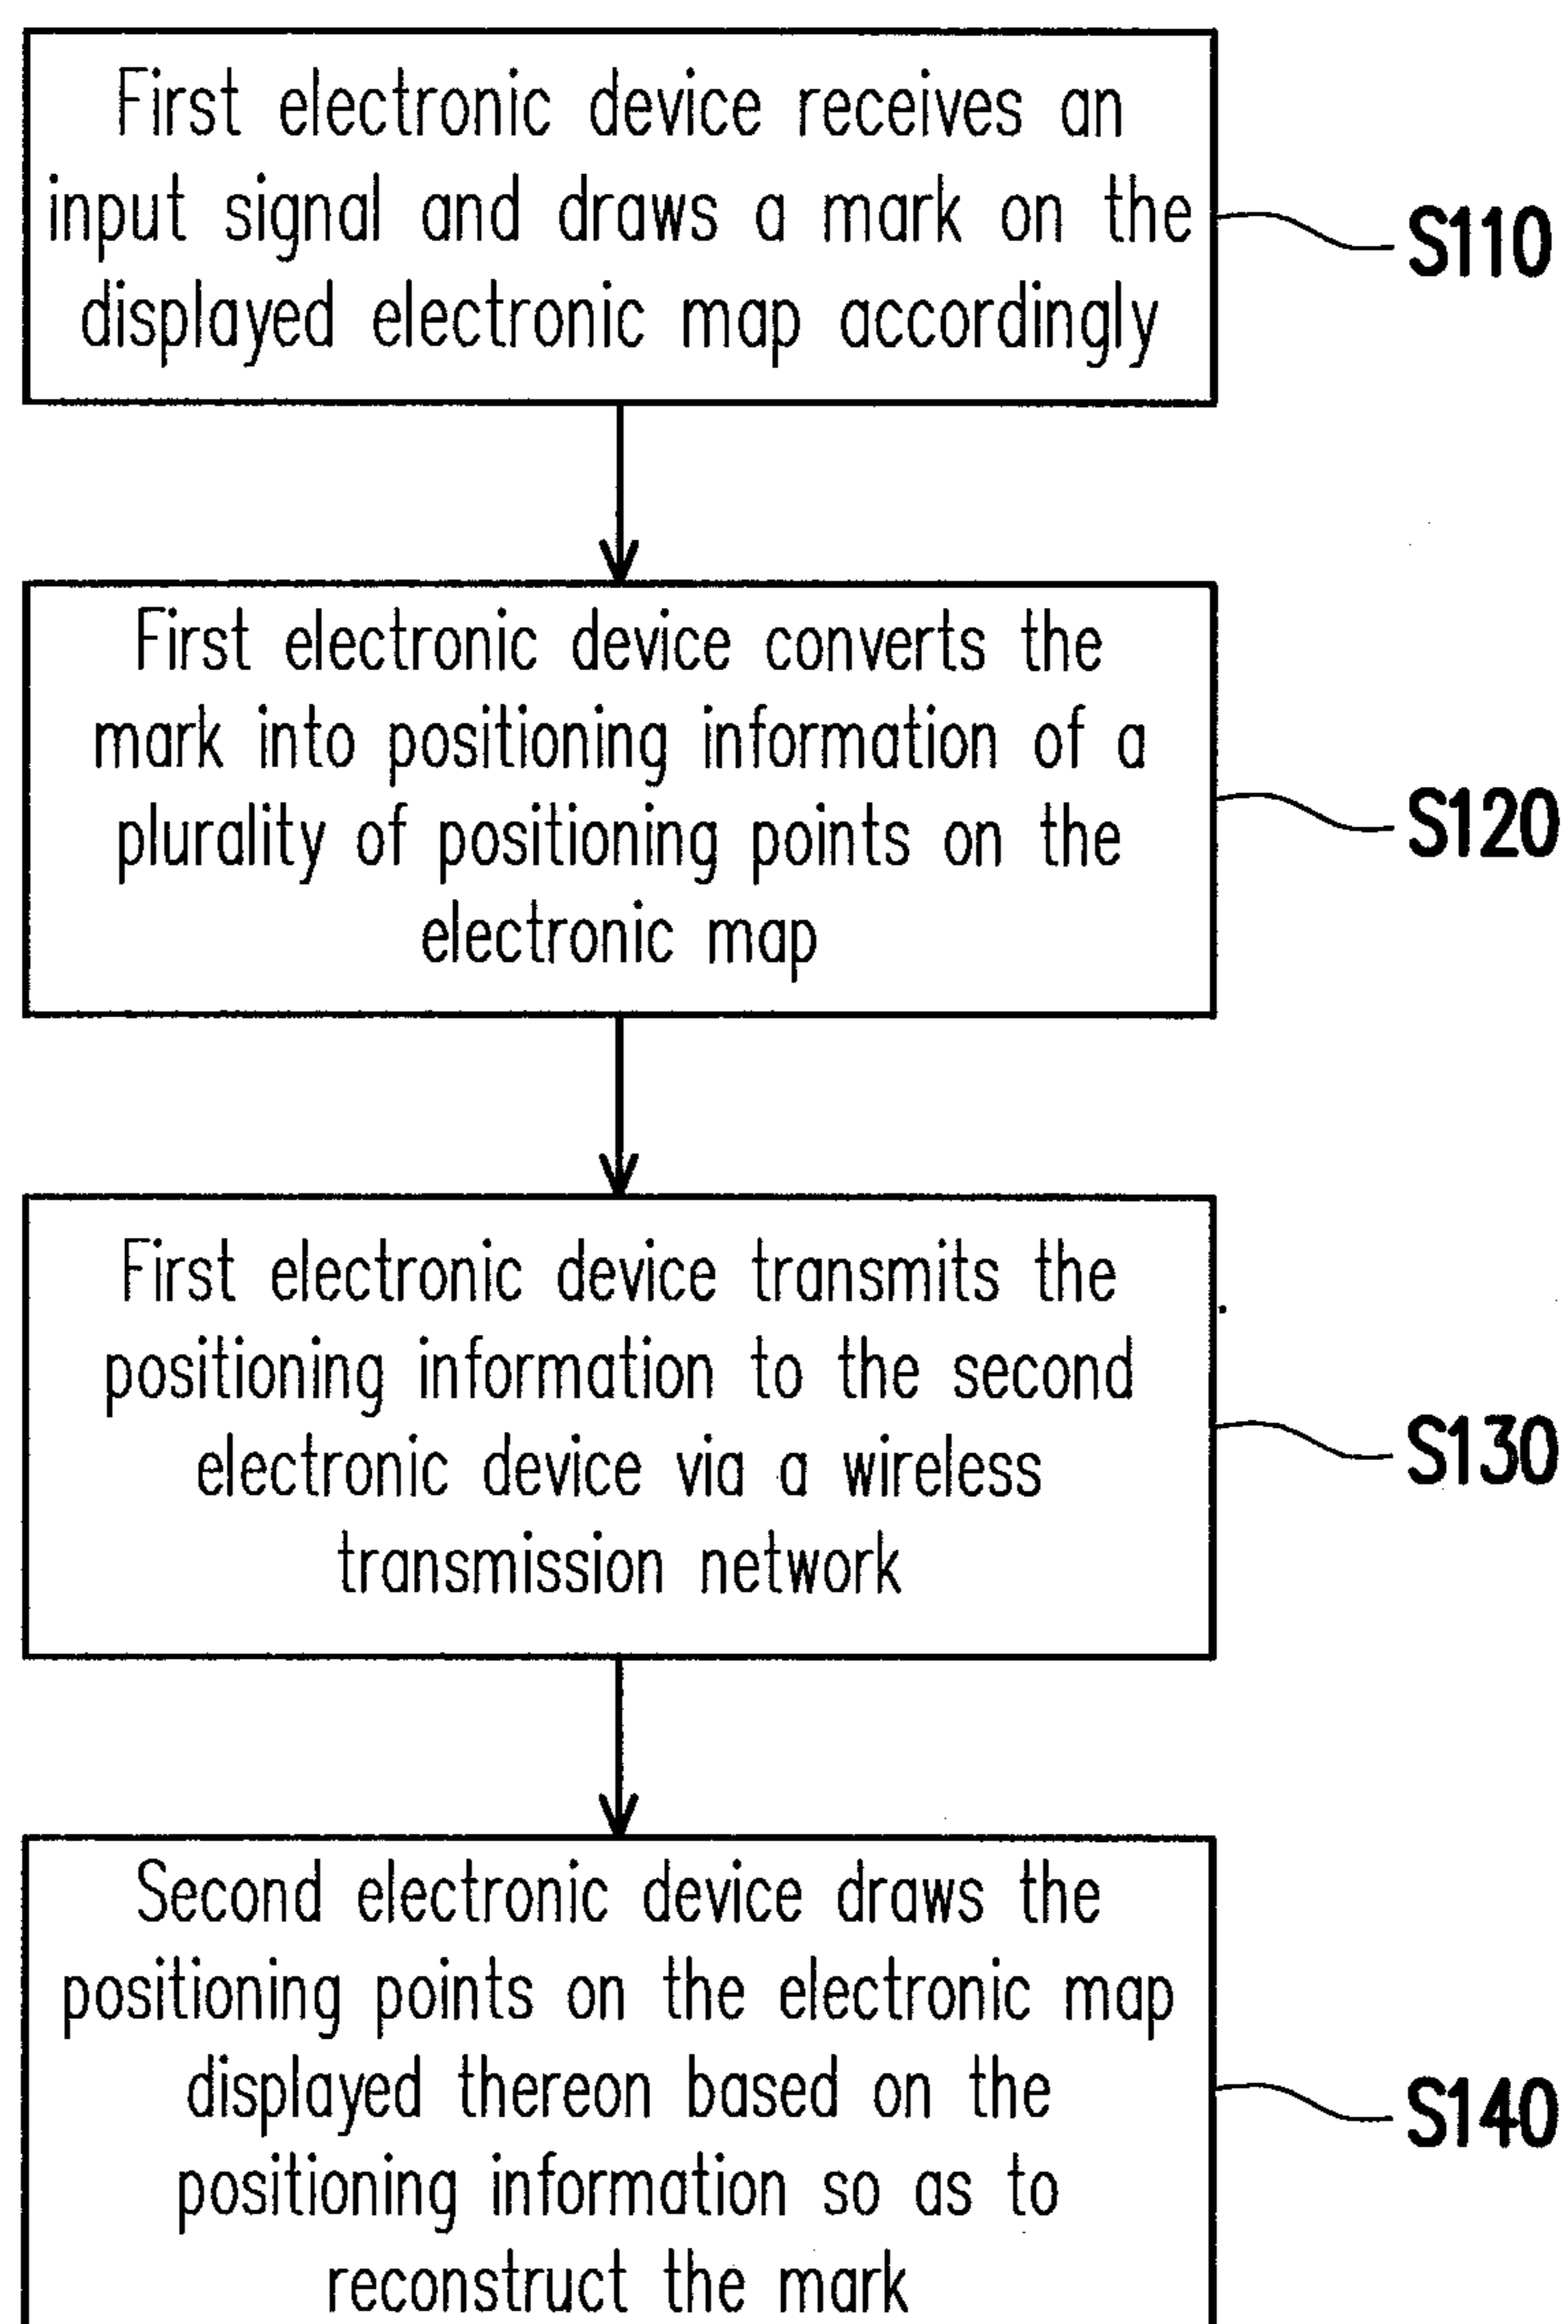 First electronic device receives an
input signal and draws a mark on the
displayed electronic map accordingly
S110
First electronic device converts the
mark into positioning information of a
plurality of positioning points on the
electronic map
S120
First electronic device transmits the
positioning information to the second
electronic device via a wireless
transmission network
S130
Second electronic device draws the
positioning points on the electronic map
displayed thereon based on the
positioning information so as to
reconstruct the mark
S140